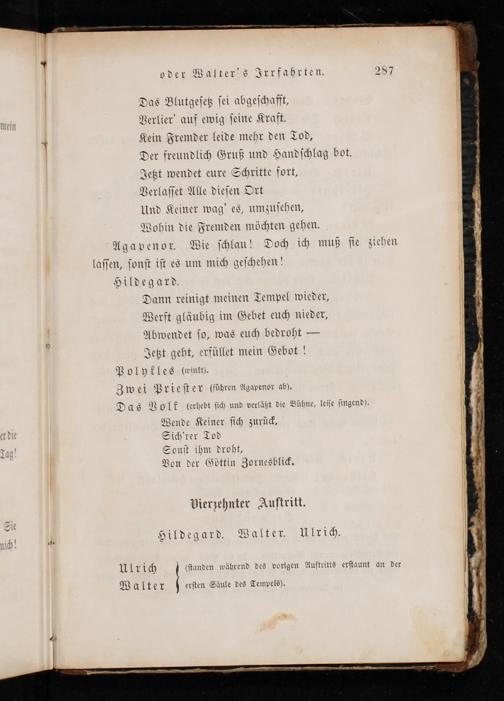 oder Walter's Irrfahrten. 287
Das Blutgesetz sei abgeschafft,
Verlier' auf ewig seine Kraft.
Kein Fremder leide mehr den Tod,
Der freundlich Gruß und Handschlag bot.
Jetzt wendet eure Schritte fort,
Verlasset Alle diesen Ort
Und Keiner wag' es, umzusehen,
Wohin die Fremden möchten gehen.
Agapenor. Wie schlau! Doch ich muß sie ziehen
lassen, sonst ist es um mich geschehen!
Hildegard.
Dann reinigt meinen Tempel wieder,
Werft gläubig im Gebet euch nieder,
Abwendet so, was euch bedroht —
Jetzt geht, erfüllet mein Gebot!
Polykles (winkt).
Zwei Priester (führen Agapenor ab).
Das Volk (erhebt sich und verläßt die Bühne, leise singend).
Wende Keiner sich zurück,
Sich'rer Tod
Sonst ihm droht,
Von der Göttin Zornesblick.
Vierzehnter Auftritt.
Hildegard. Walter. Ulrich.
Ulrich } (standen während des vorigen Auftritts erstaunt an der
Walter } ersten Säule des Tempels).
mein
er die
Tag!
Sie
mich!